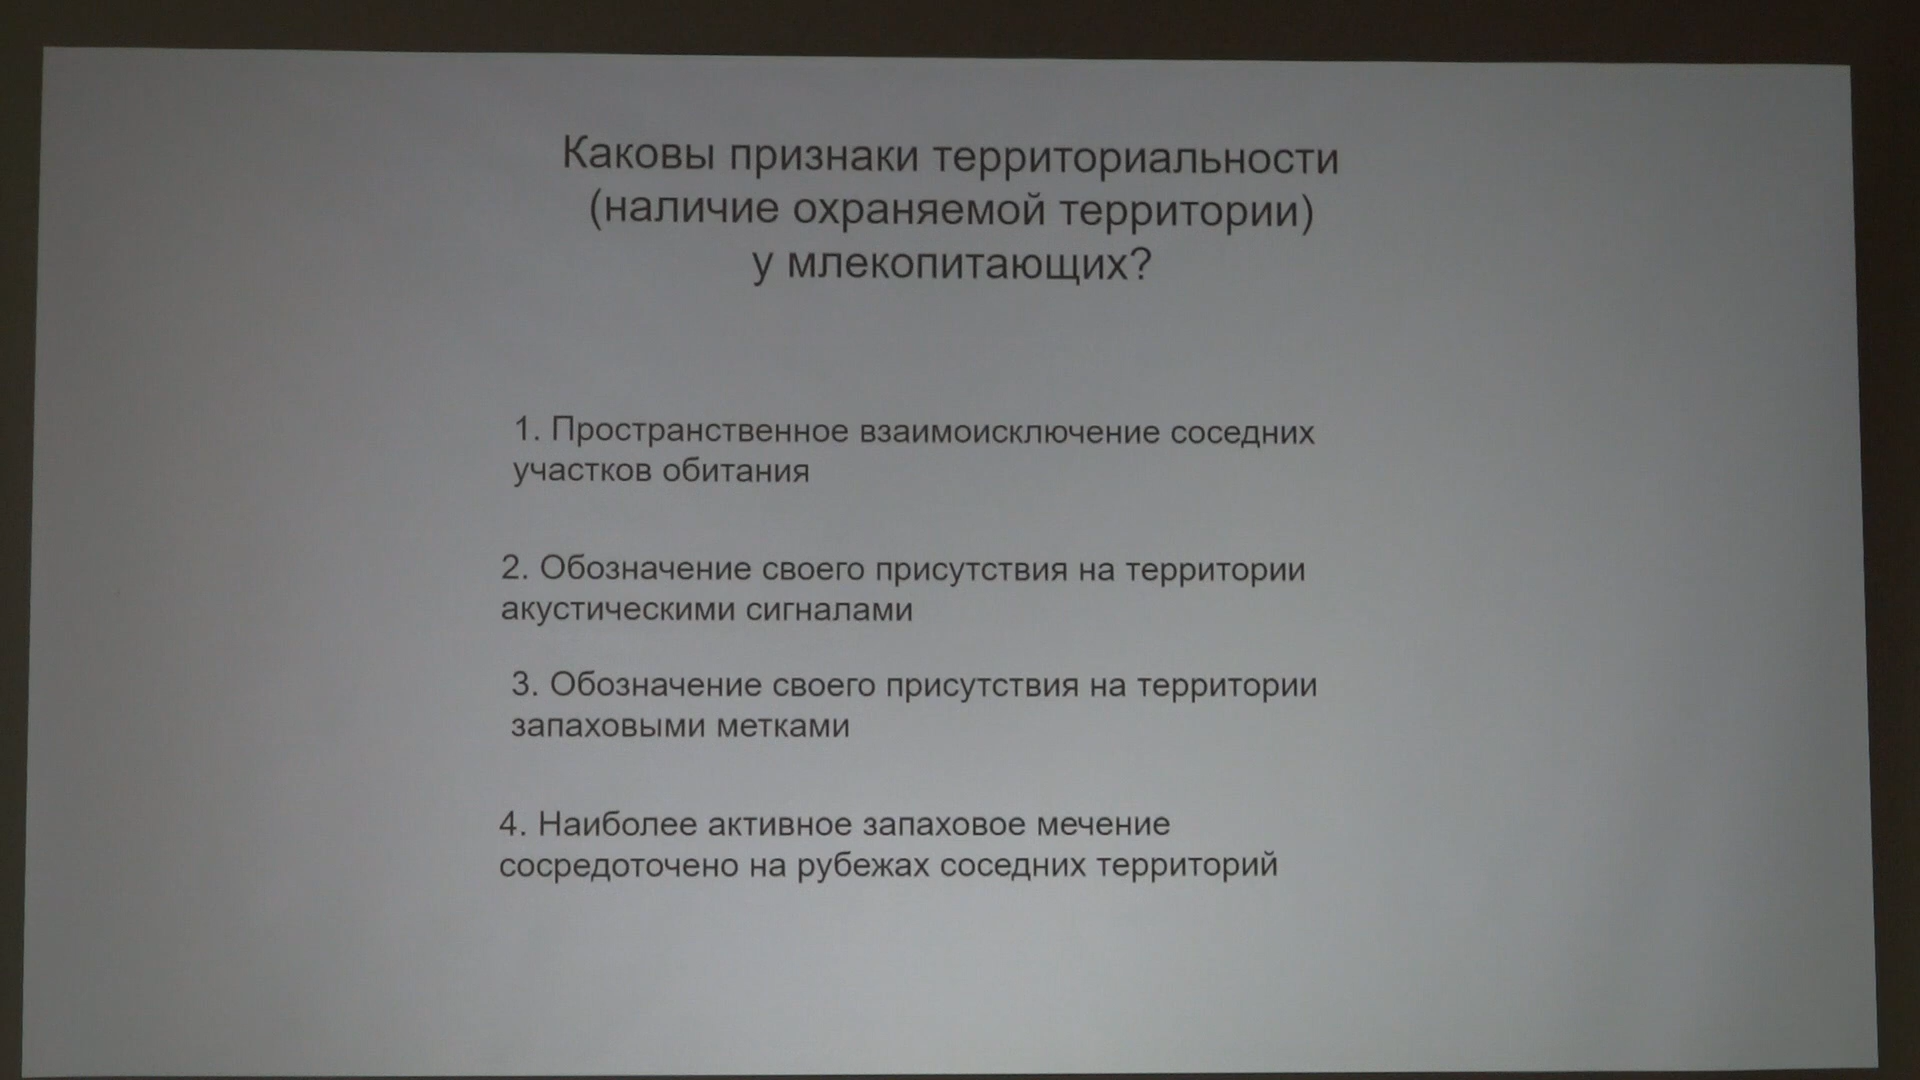 Каковы признаки территориальности
(наличие охраняемой территории)
у млекопитающих?
1. Пространственное взаимоисключение соседних
участков обитания
2. Обозначение своего присутствия на территории
акустическими сигналами
3. Обозначение своего присутствия на территории
запаховыми метками
4. Наиболее активное запаховое мечение
сосредоточено на рубежах соседних территорий